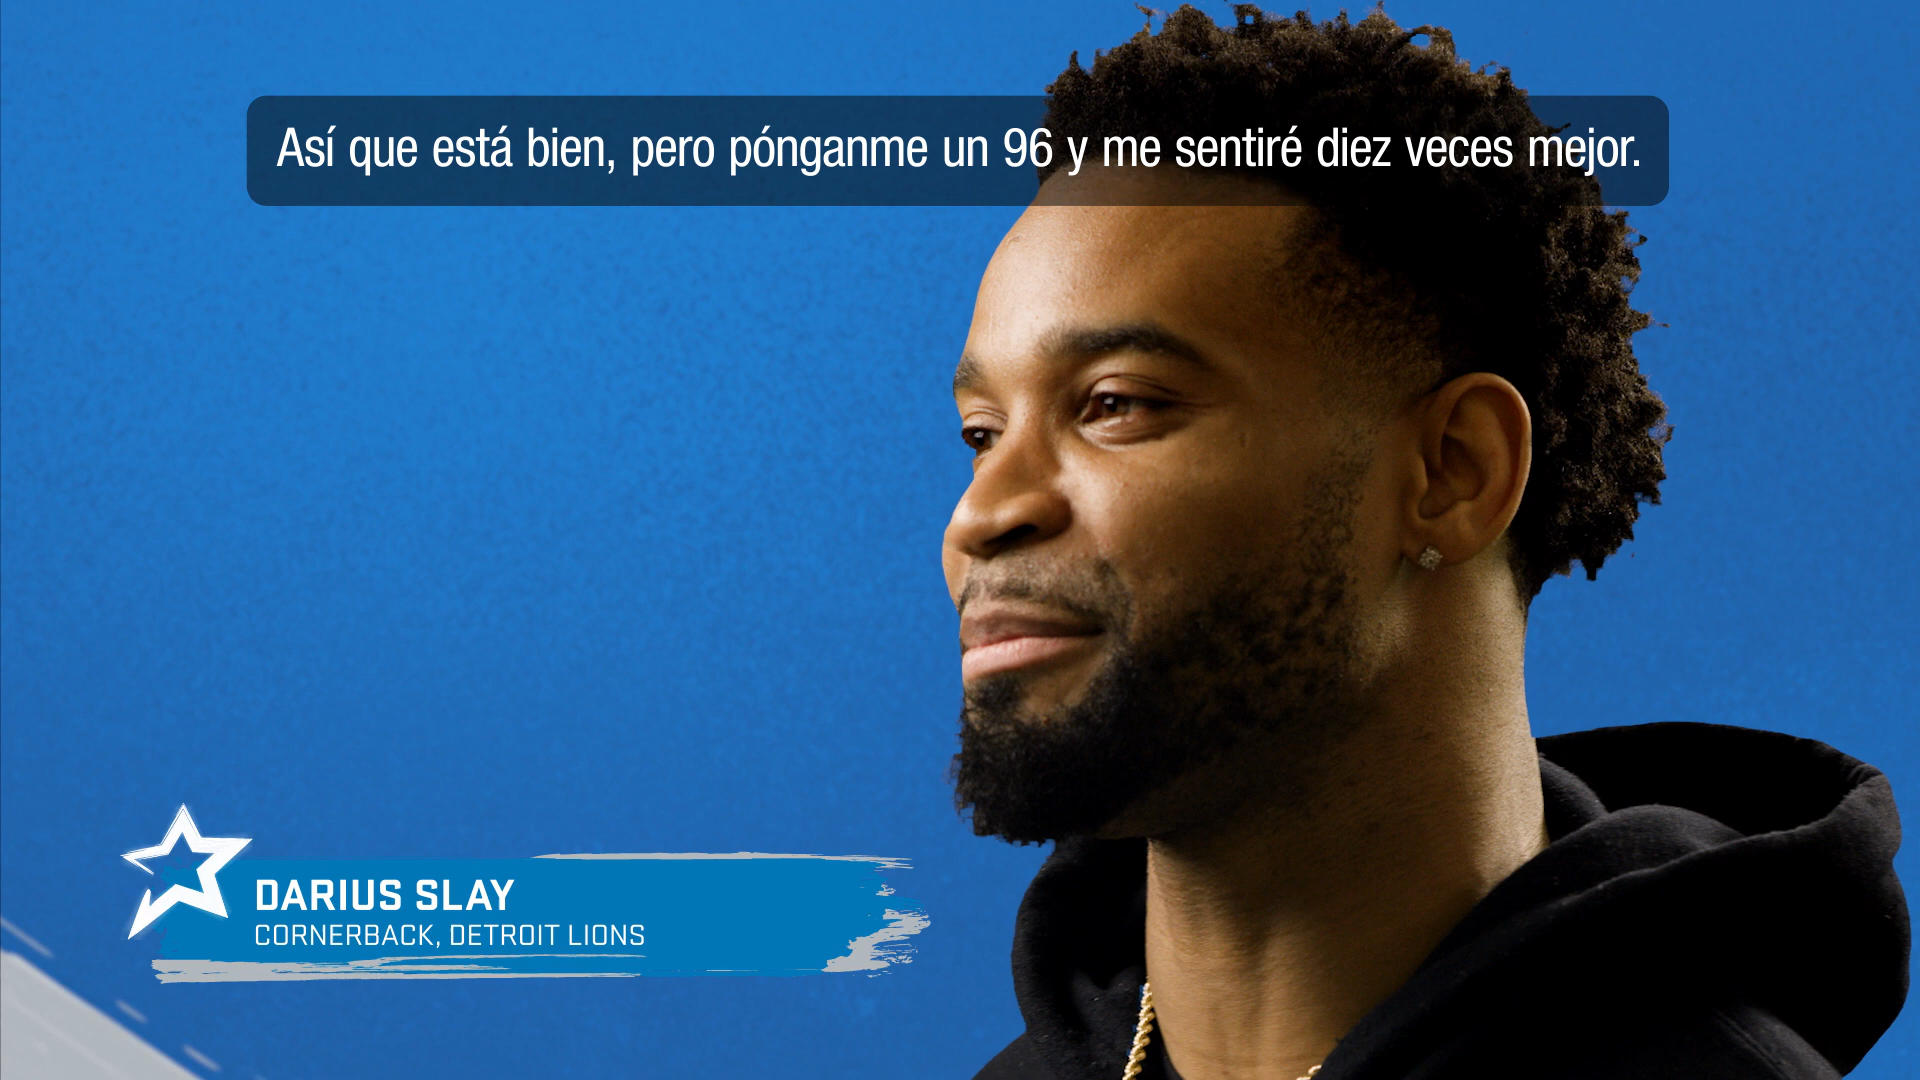 Así que está bien, pero pónganme un 96 y me sentiré diez veces mejor.
DARIUS SLAY
CORNERBACK, DETROIT LIONS